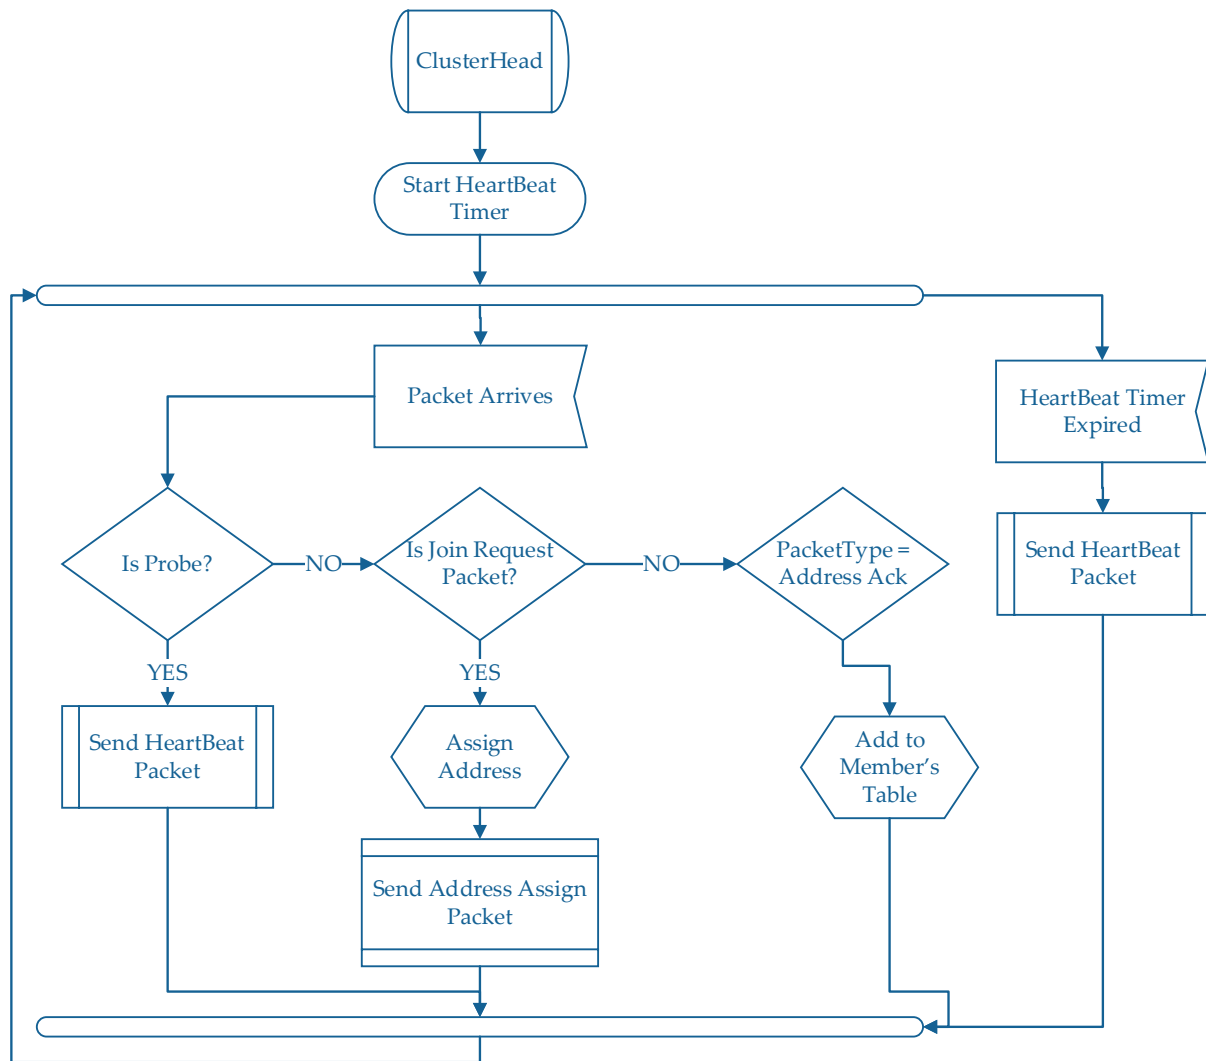 ClusterHead
Start HeartBeat
Timer
Packet Arrives
HeartBeat Timer
Expired
Is Probe?
NO
Is Join Request
Packet?
NO
PacketType =
Address Ack
Send HeartBeat
Packet
YES
YES
Send HeartBeat
Packet
Assign
Address
Add to
Member’s
Table
Send Address Assign
Packet